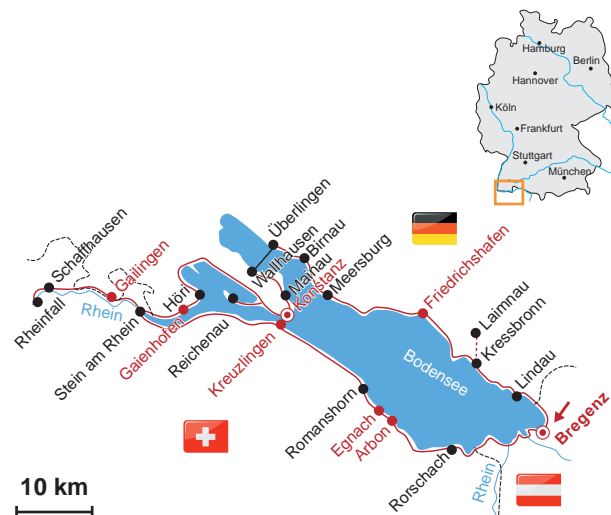 Hamburg
Berlin
Hannover
Köln
Frankfurt
Stuttgart
München
Schaffhausen
Rheinfall
Gailingen
Rhein
Stein am Rhein
Höri
Gaienhofen
Reichenau
Überlingen
Wallhausen
Birnau
Mainau
Konstanz
Kreuzlingen
Meersburg
Friedrichshafen
Laimnau
Kressbronn
Bodensee
Lindau
Bregenz
Romanshorn
Egnach
Arbon
Rorschach
Rhein
10 km